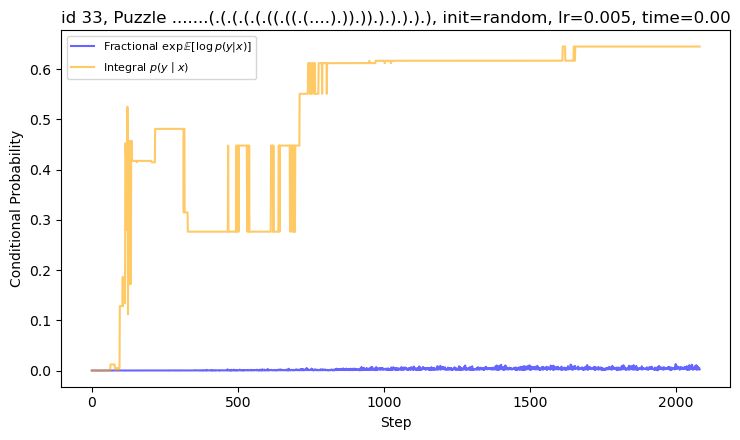 id 33, Puzzle .......(.(.(.(.(.((.((.(....).)).)).).).).).), init=random, lr=0.005, time=0.00
Fractional exp𝔼[log p(y|x)]
Integral p(y | x)
Conditional Probability
0.6
0.5
0.4
0.3
0.2
0.1
0.0
0
500
1000
1500
2000
Step